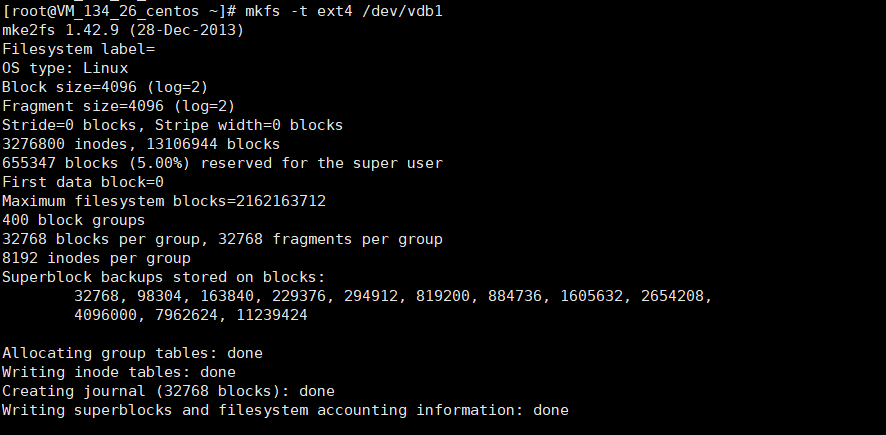 [root@VM_134_26_centos ~]# mkfs -t ext4 /dev/vdb1
mke2fs 1.42.9 (28-Dec-2013)
Filesystem label=
OS type: Linux
Block size=4096 (log=2)
Fragment size=4096 (log=2)
Stride=0 blocks, Stripe width=0 blocks
3276800 inodes, 13106944 blocks
655347 blocks (5.00%) reserved for the super user
First data block=0
Maximum filesystem blocks=2162163712
400 block groups
32768 blocks per group, 32768 fragments per group
8192 inodes per group
Superblock backups stored on blocks:
        32768, 98304, 163840, 229376, 294912, 819200, 884736, 1605632, 2654208,
        4096000, 7962624, 11239424

Allocating group tables: done
Writing inode tables: done
Creating journal (32768 blocks): done
Writing superblocks and filesystem accounting information: done